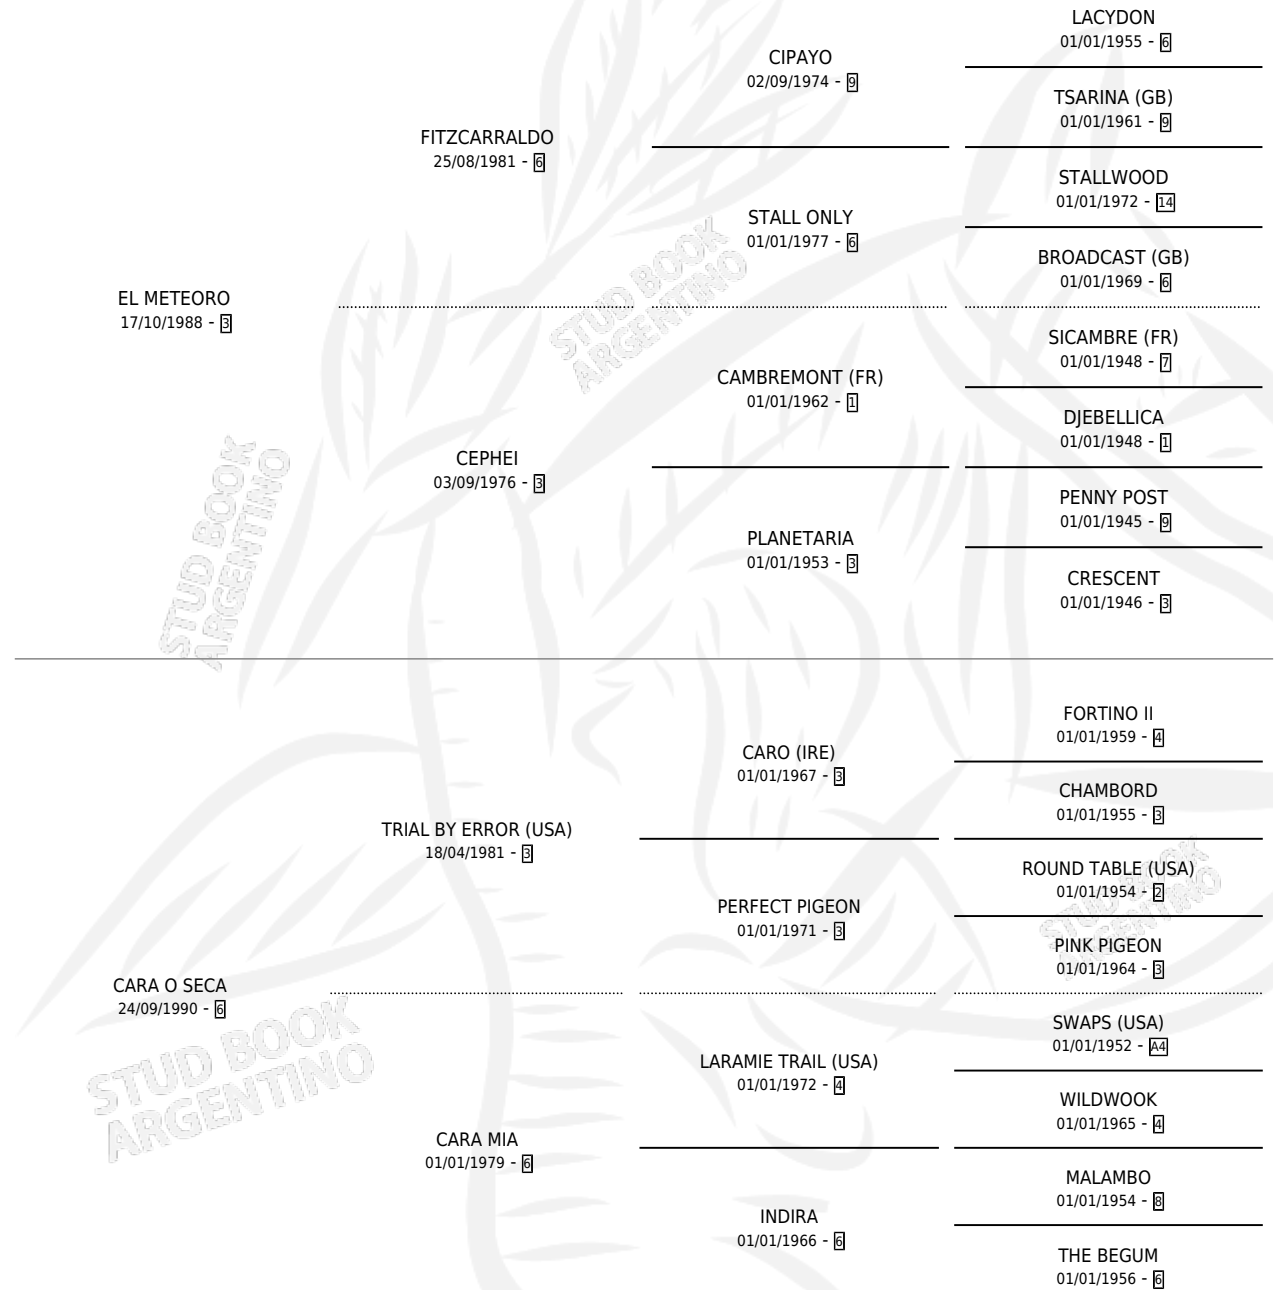 LACYDON
01/01/1955 - 6
CIPAYO
02/09/1974 - 9
TSARINA (GB)
01/01/1961 - 9
FITZCARRALDO
25/08/1981 - 6
STALLWOOD
01/01/1972 - 14
STALL ONLY
01/01/1977 - 6
BROADCAST (GB)
01/01/1969 - 6
EL METEORO
17/10/1988 - 3
STUD BOOK
ARGENTINO
SICAMBRE (FR)
01/01/1948 - 7
CAMBREMONT (FR)
01/01/1962 - 1
DJEBELLICA
01/01/1948 - 1
CEPHEI
03/09/1976 - 3
PENNY POST
01/01/1945 - 9
PLANETARIA
01/01/1953 - 3
CRESCENT
01/01/1946 - 3
STUD BOOK
ARGENTINO
FORTINO II
01/01/1959 - 4
CARO (IRE)
01/01/1967 - 3
CHAMBORD
01/01/1955 - 3
TRIAL BY ERROR (USA)
18/04/1981 - 3
ROUND TABLE (USA)
01/01/1954 - 2
PERFECT PIGEON
01/01/1971 - 3
STUD BOOK
ARGENTINO
PINK PIGEON
01/01/1964 - 3
CARA O SECA
24/09/1990 - 6
SWAPS (USA)
01/01/1952 - A4
LARAMIE TRAIL (USA)
01/01/1972 - 4
STUD BOOK
ARGENTINO
WILDWOOK
01/01/1965 - 4
CARA MIA
01/01/1979 - 6
MALAMBO
01/01/1954 - 8
INDIRA
01/01/1966 - 6
THE BEGUM
01/01/1956 - 6